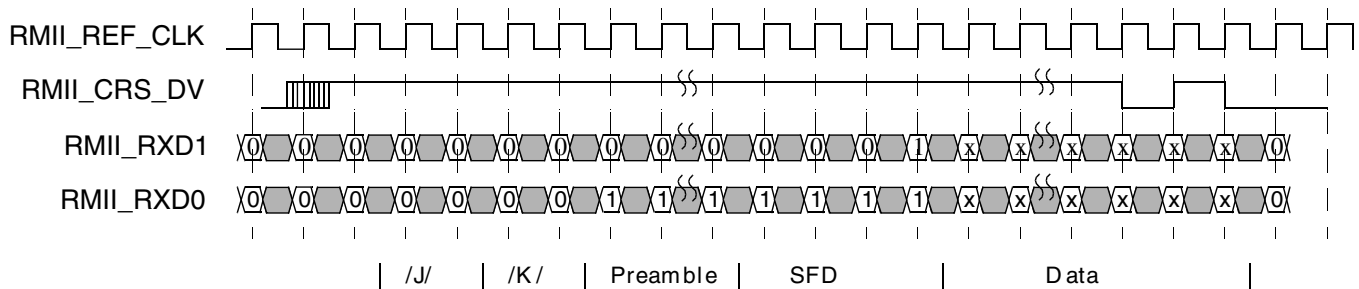 RMII_REF_CLK
RMII_CRS_DV
RMII_RXD1 0 0 0 0 0 0 0 0 0 0 0 0 0 1 x x x x x x 0
RMII_RXD0 0 0 0 0 0 0 0 1 1 1 1 1 1 1 x x x x x x 0
/J/ /K/ Preamble SFD Data